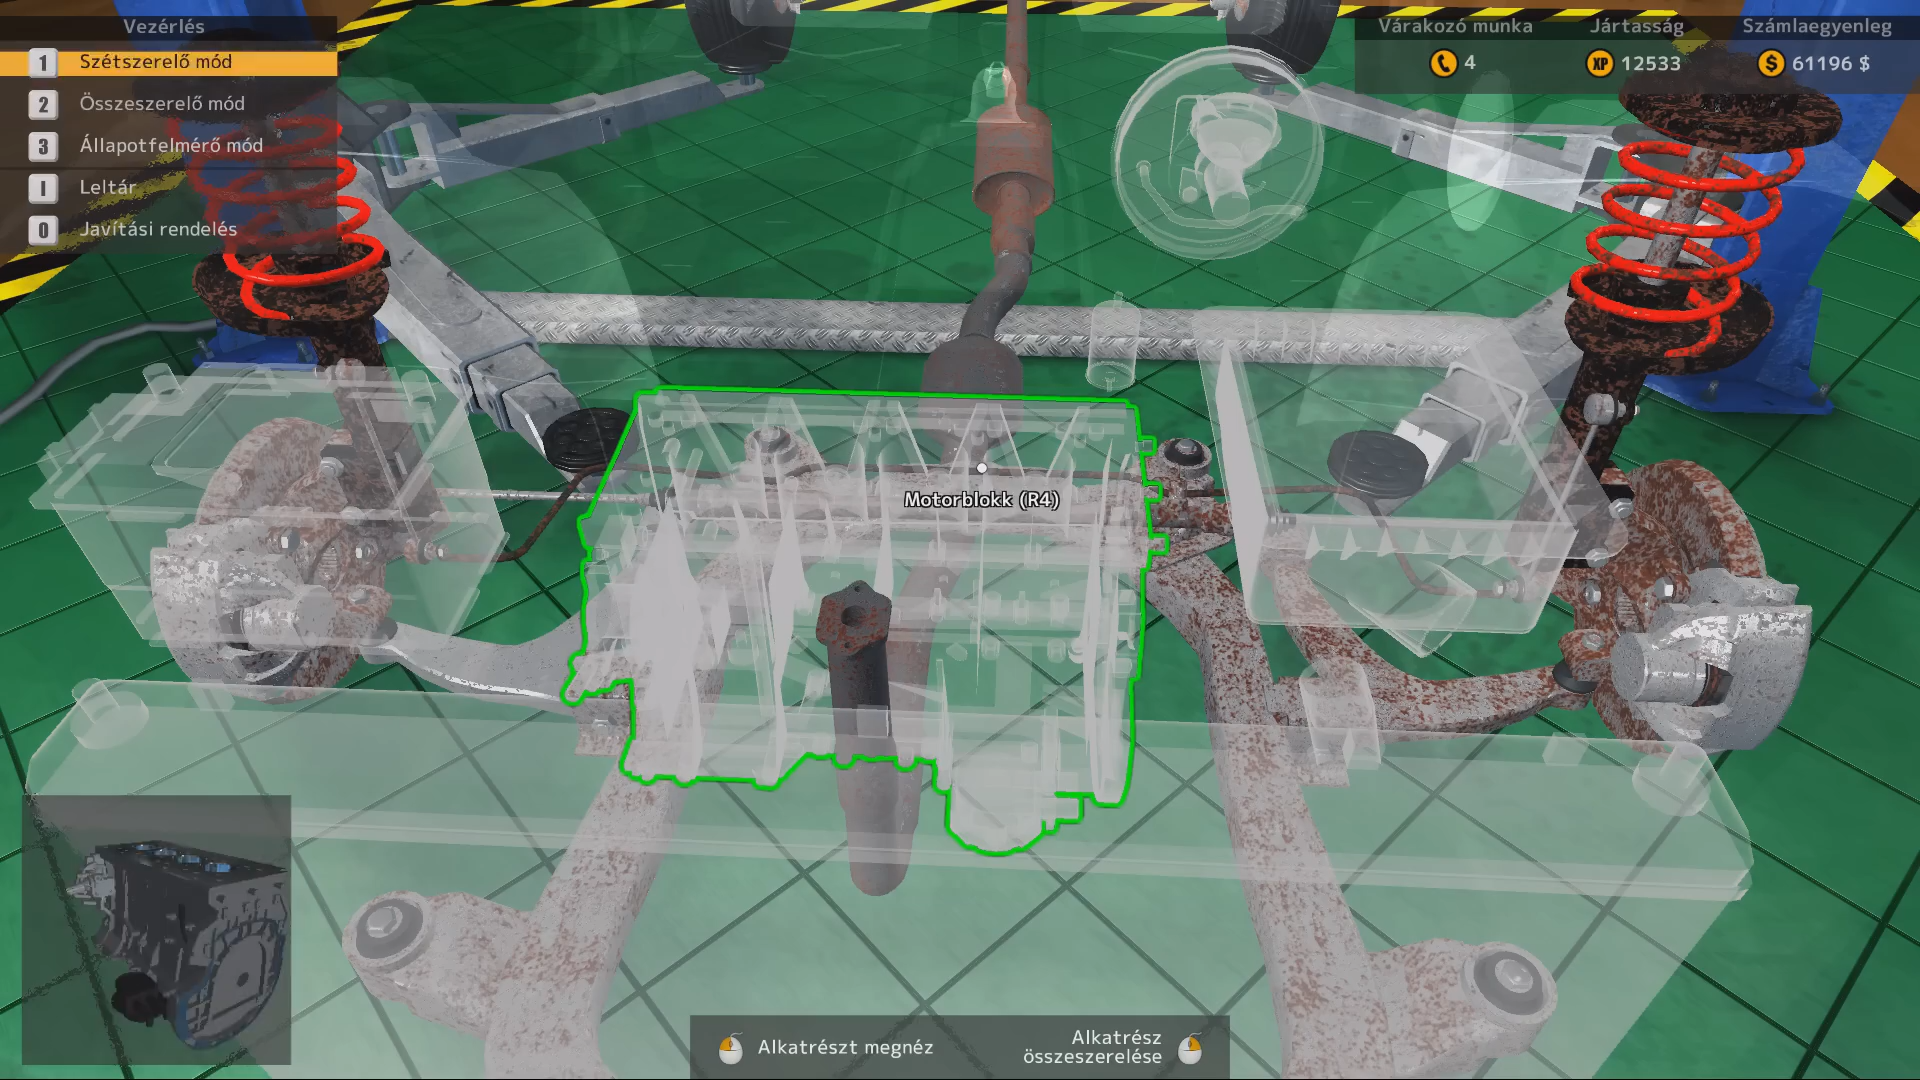 Vezérlés
1 Szétszerelő mód
2 Összeszerelő mód
3 Állapotfelmérő mód
I Leltár
0 Javítási rendelés
Várakozó munka Jártasság Számlaegyenleg
4 XP 12533 $ 61196 $
Motorblokk (R4)
Alkatrészt megnéz
Alkatrész
összeszerelése